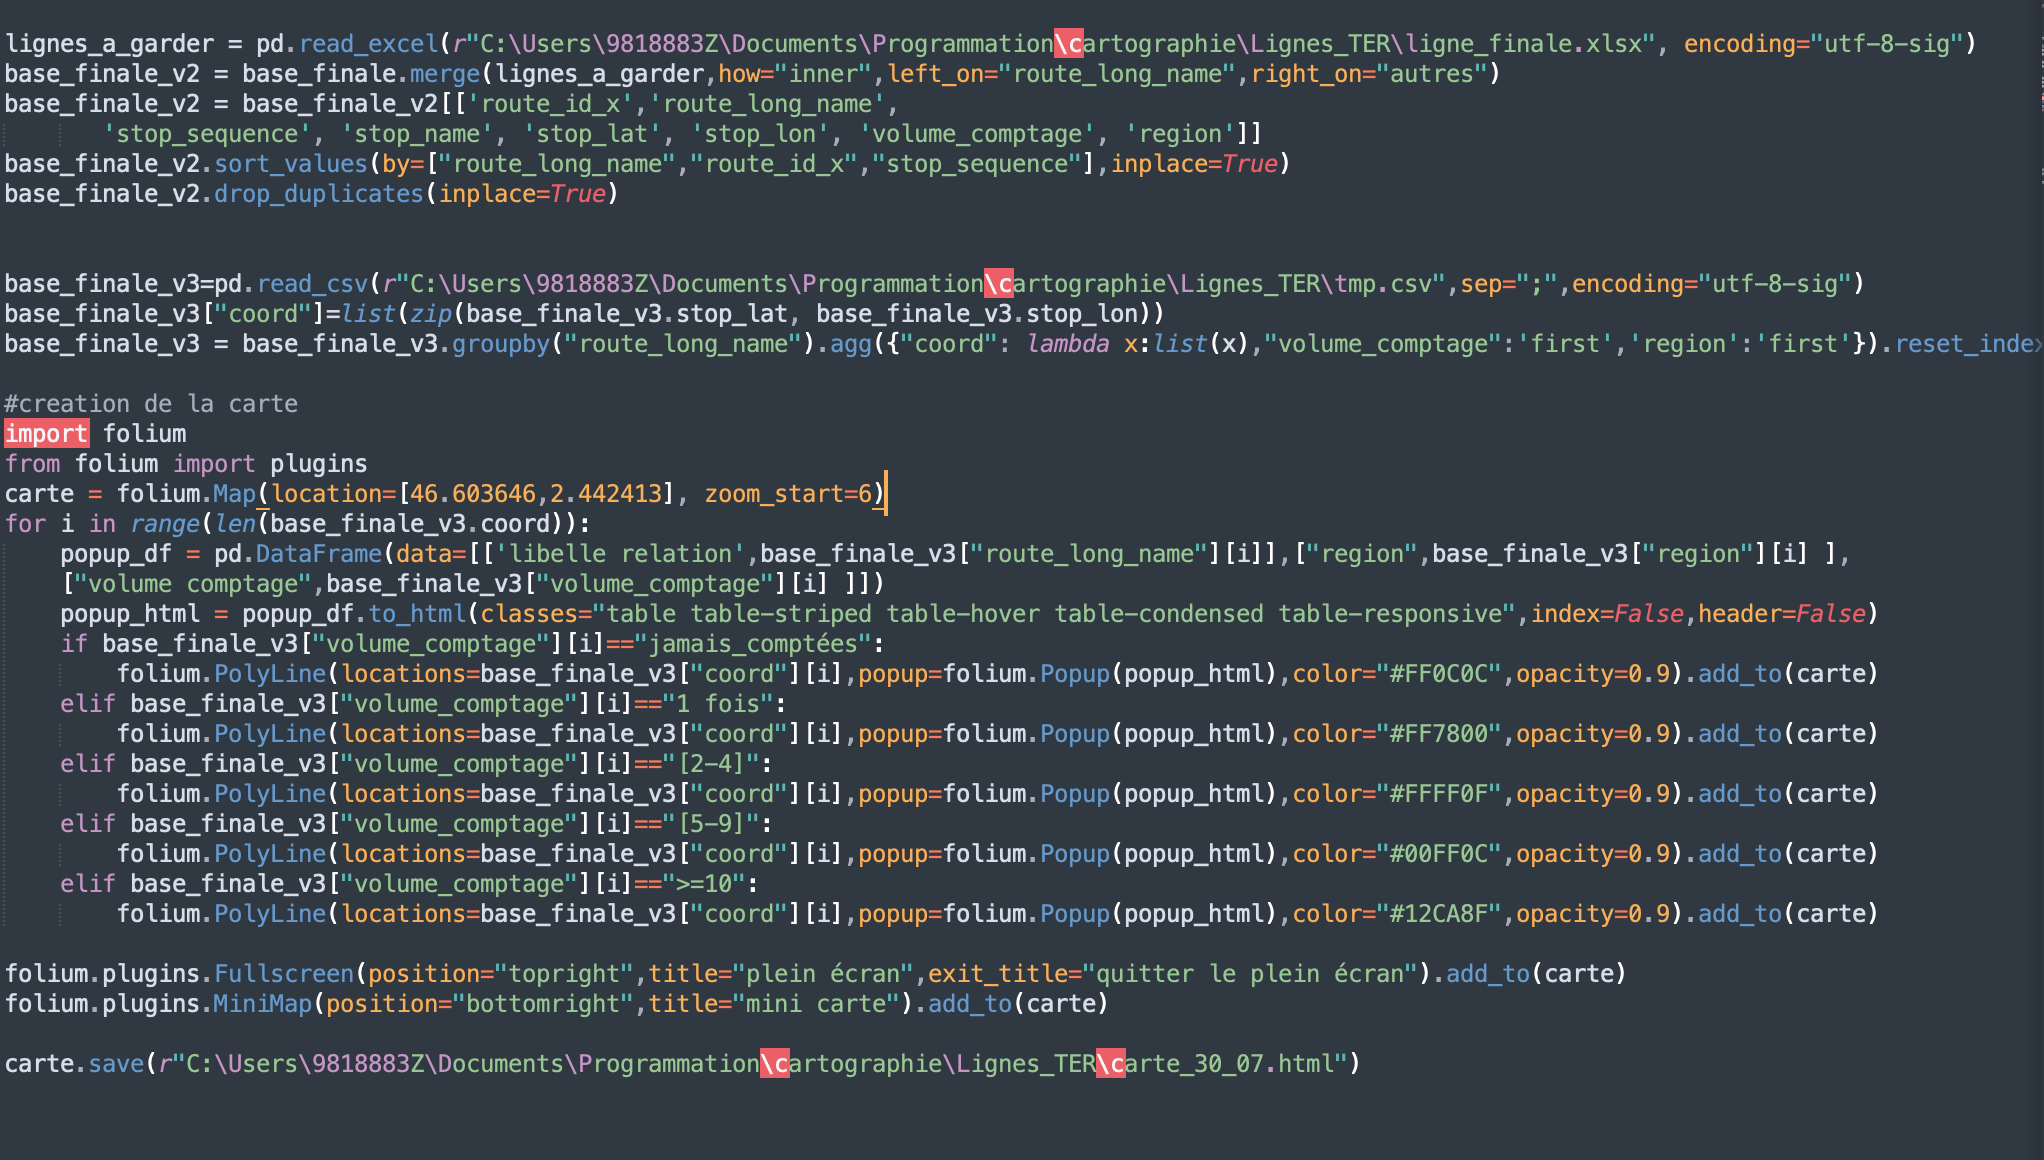 lignes_a_garder = pd.read_excel(r"C:\Users\9818883Z\Documents\Programmation\cartographie\Lignes_TER\ligne_finale.xlsx", encoding="utf-8-sig")
base_finale_v2 = base_finale.merge(lignes_a_garder,how="inner",left_on="route_long_name",right_on="autres")
base_finale_v2 = base_finale_v2[['route_id_x','route_long_name',
'stop_sequence', 'stop_name', 'stop_lat', 'stop_lon', 'volume_comptage', 'region']]
base_finale_v2.sort_values(by=["route_long_name","route_id_x","stop_sequence"],inplace=True)
base_finale_v2.drop_duplicates(inplace=True)
base_finale_v3=pd.read_csv(r"C:\Users\9818883Z\Documents\Programmation\cartographie\Lignes_TER\tmp.csv",sep=";",encoding="utf-8-sig")
base_finale_v3["coord"]=list(zip(base_finale_v3.stop_lat, base_finale_v3.stop_lon))
base_finale_v3 = base_finale_v3.groupby("route_long_name").agg({"coord": lambda x:list(x),"volume_comptage":'first','region':'first'}).reset_index
#creation de la carte
import folium
from folium import plugins
carte = folium.Map(location=[46.603646,2.442413], zoom_start=6)
for i in range(len(base_finale_v3.coord)):
popup_df = pd.DataFrame(data=[['libelle relation',base_finale_v3["route_long_name"][i]],["region",base_finale_v3["region"][i] ],
["volume comptage",base_finale_v3["volume_comptage"][i] ]])
popup_html = popup_df.to_html(classes="table table-striped table-hover table-condensed table-responsive",index=False,header=False)
if base_finale_v3["volume_comptage"][i]=="jamais_comptées":
folium.PolyLine(locations=base_finale_v3["coord"][i],popup=folium.Popup(popup_html),color="#FF0C0C",opacity=0.9).add_to(carte)
elif base_finale_v3["volume_comptage"][i]=="1 fois":
folium.PolyLine(locations=base_finale_v3["coord"][i],popup=folium.Popup(popup_html),color="#FF7800",opacity=0.9).add_to(carte)
elif base_finale_v3["volume_comptage"][i]=="[2-4]":
folium.PolyLine(locations=base_finale_v3["coord"][i],popup=folium.Popup(popup_html),color="#FFFF0F",opacity=0.9).add_to(carte)
elif base_finale_v3["volume_comptage"][i]=="[5-9]":
folium.PolyLine(locations=base_finale_v3["coord"][i],popup=folium.Popup(popup_html),color="#00FF0C",opacity=0.9).add_to(carte)
elif base_finale_v3["volume_comptage"][i]==">=10":
folium.PolyLine(locations=base_finale_v3["coord"][i],popup=folium.Popup(popup_html),color="#12CA8F",opacity=0.9).add_to(carte)
folium.plugins.Fullscreen(position="topright",title="plein écran",exit_title="quitter le plein écran").add_to(carte)
folium.plugins.MiniMap(position="bottomright",title="mini carte").add_to(carte)
carte.save(r"C:\Users\9818883Z\Documents\Programmation\cartographie\Lignes_TER\carte_30_07.html")